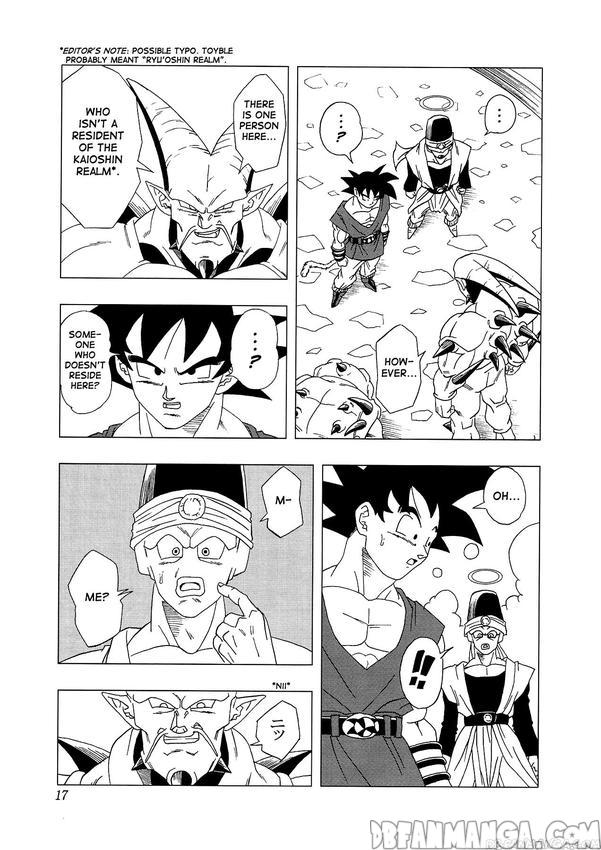 *EDITOR'S NOTE: POSSIBLE TYPO. TOYBLE
PROBABLY MEANT "RYU'OSHIN REALM".
...
...?
HOW-
EVER...
THERE IS ONE
PERSON
HERE...
WHO
ISN'T A
RESIDENT
OF THE
KAIOSHIN
REALM*.
...?
SOME-
ONE WHO
DOESN'T
RESIDE
HERE?
OH...
!!
M-
ME?
*NII*
ニッ
17
DBFANMANGA.COM